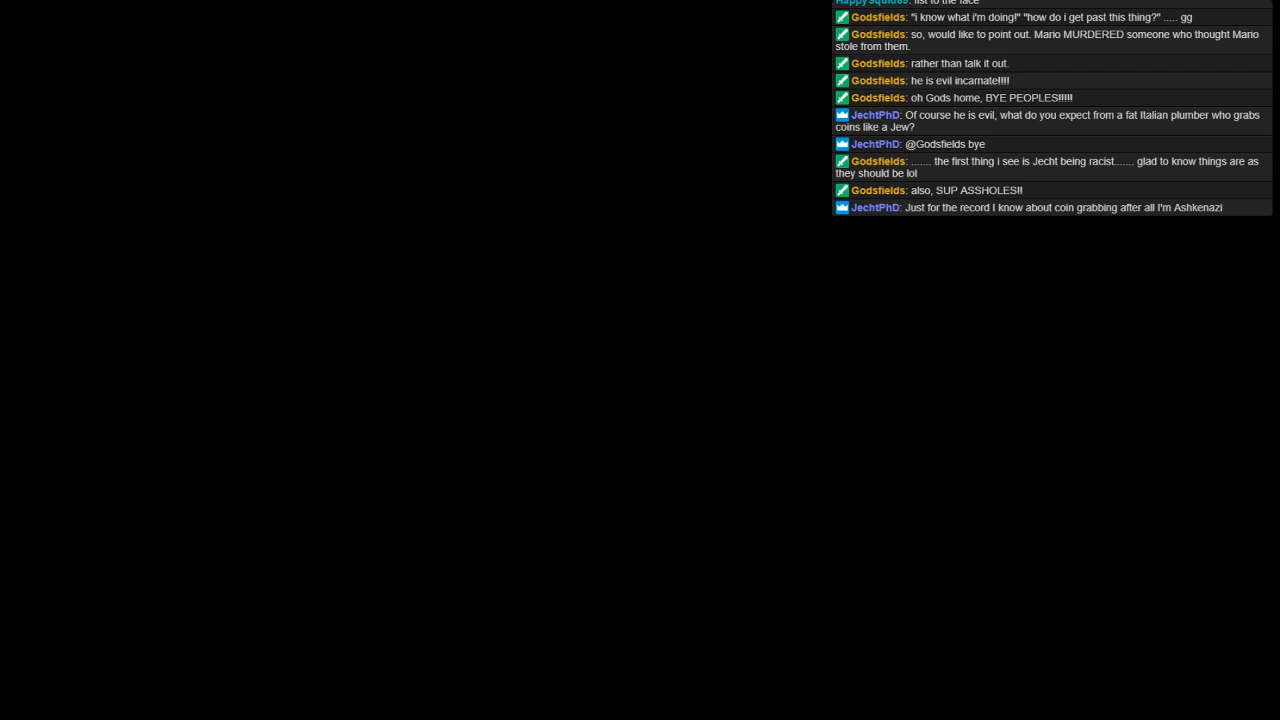 HappySquid89: fist to the face
Godsfields: "i know what i'm doing!" "how do i get past this thing?" ..... gg
Godsfields: so, would like to point out. Mario MURDERED someone who thought Mario
stole from them.
Godsfields: rather than talk it out.
Godsfields: he is evil incarnate!!!!
Godsfields: oh Gods home, BYE PEOPLES!!!!!
JechtPhD: Of course he is evil, what do you expect from a fat Italian plumber who grabs
coins like a Jew?
JechtPhD: @Godsfields bye
Godsfields: ....... the first thing i see is Jecht being racist....... glad to know things are as
they should be lol
Godsfields: also, SUP ASSHOLES!!
JechtPhD: Just for the record I know about coin grabbing after all I'm Ashkenazi